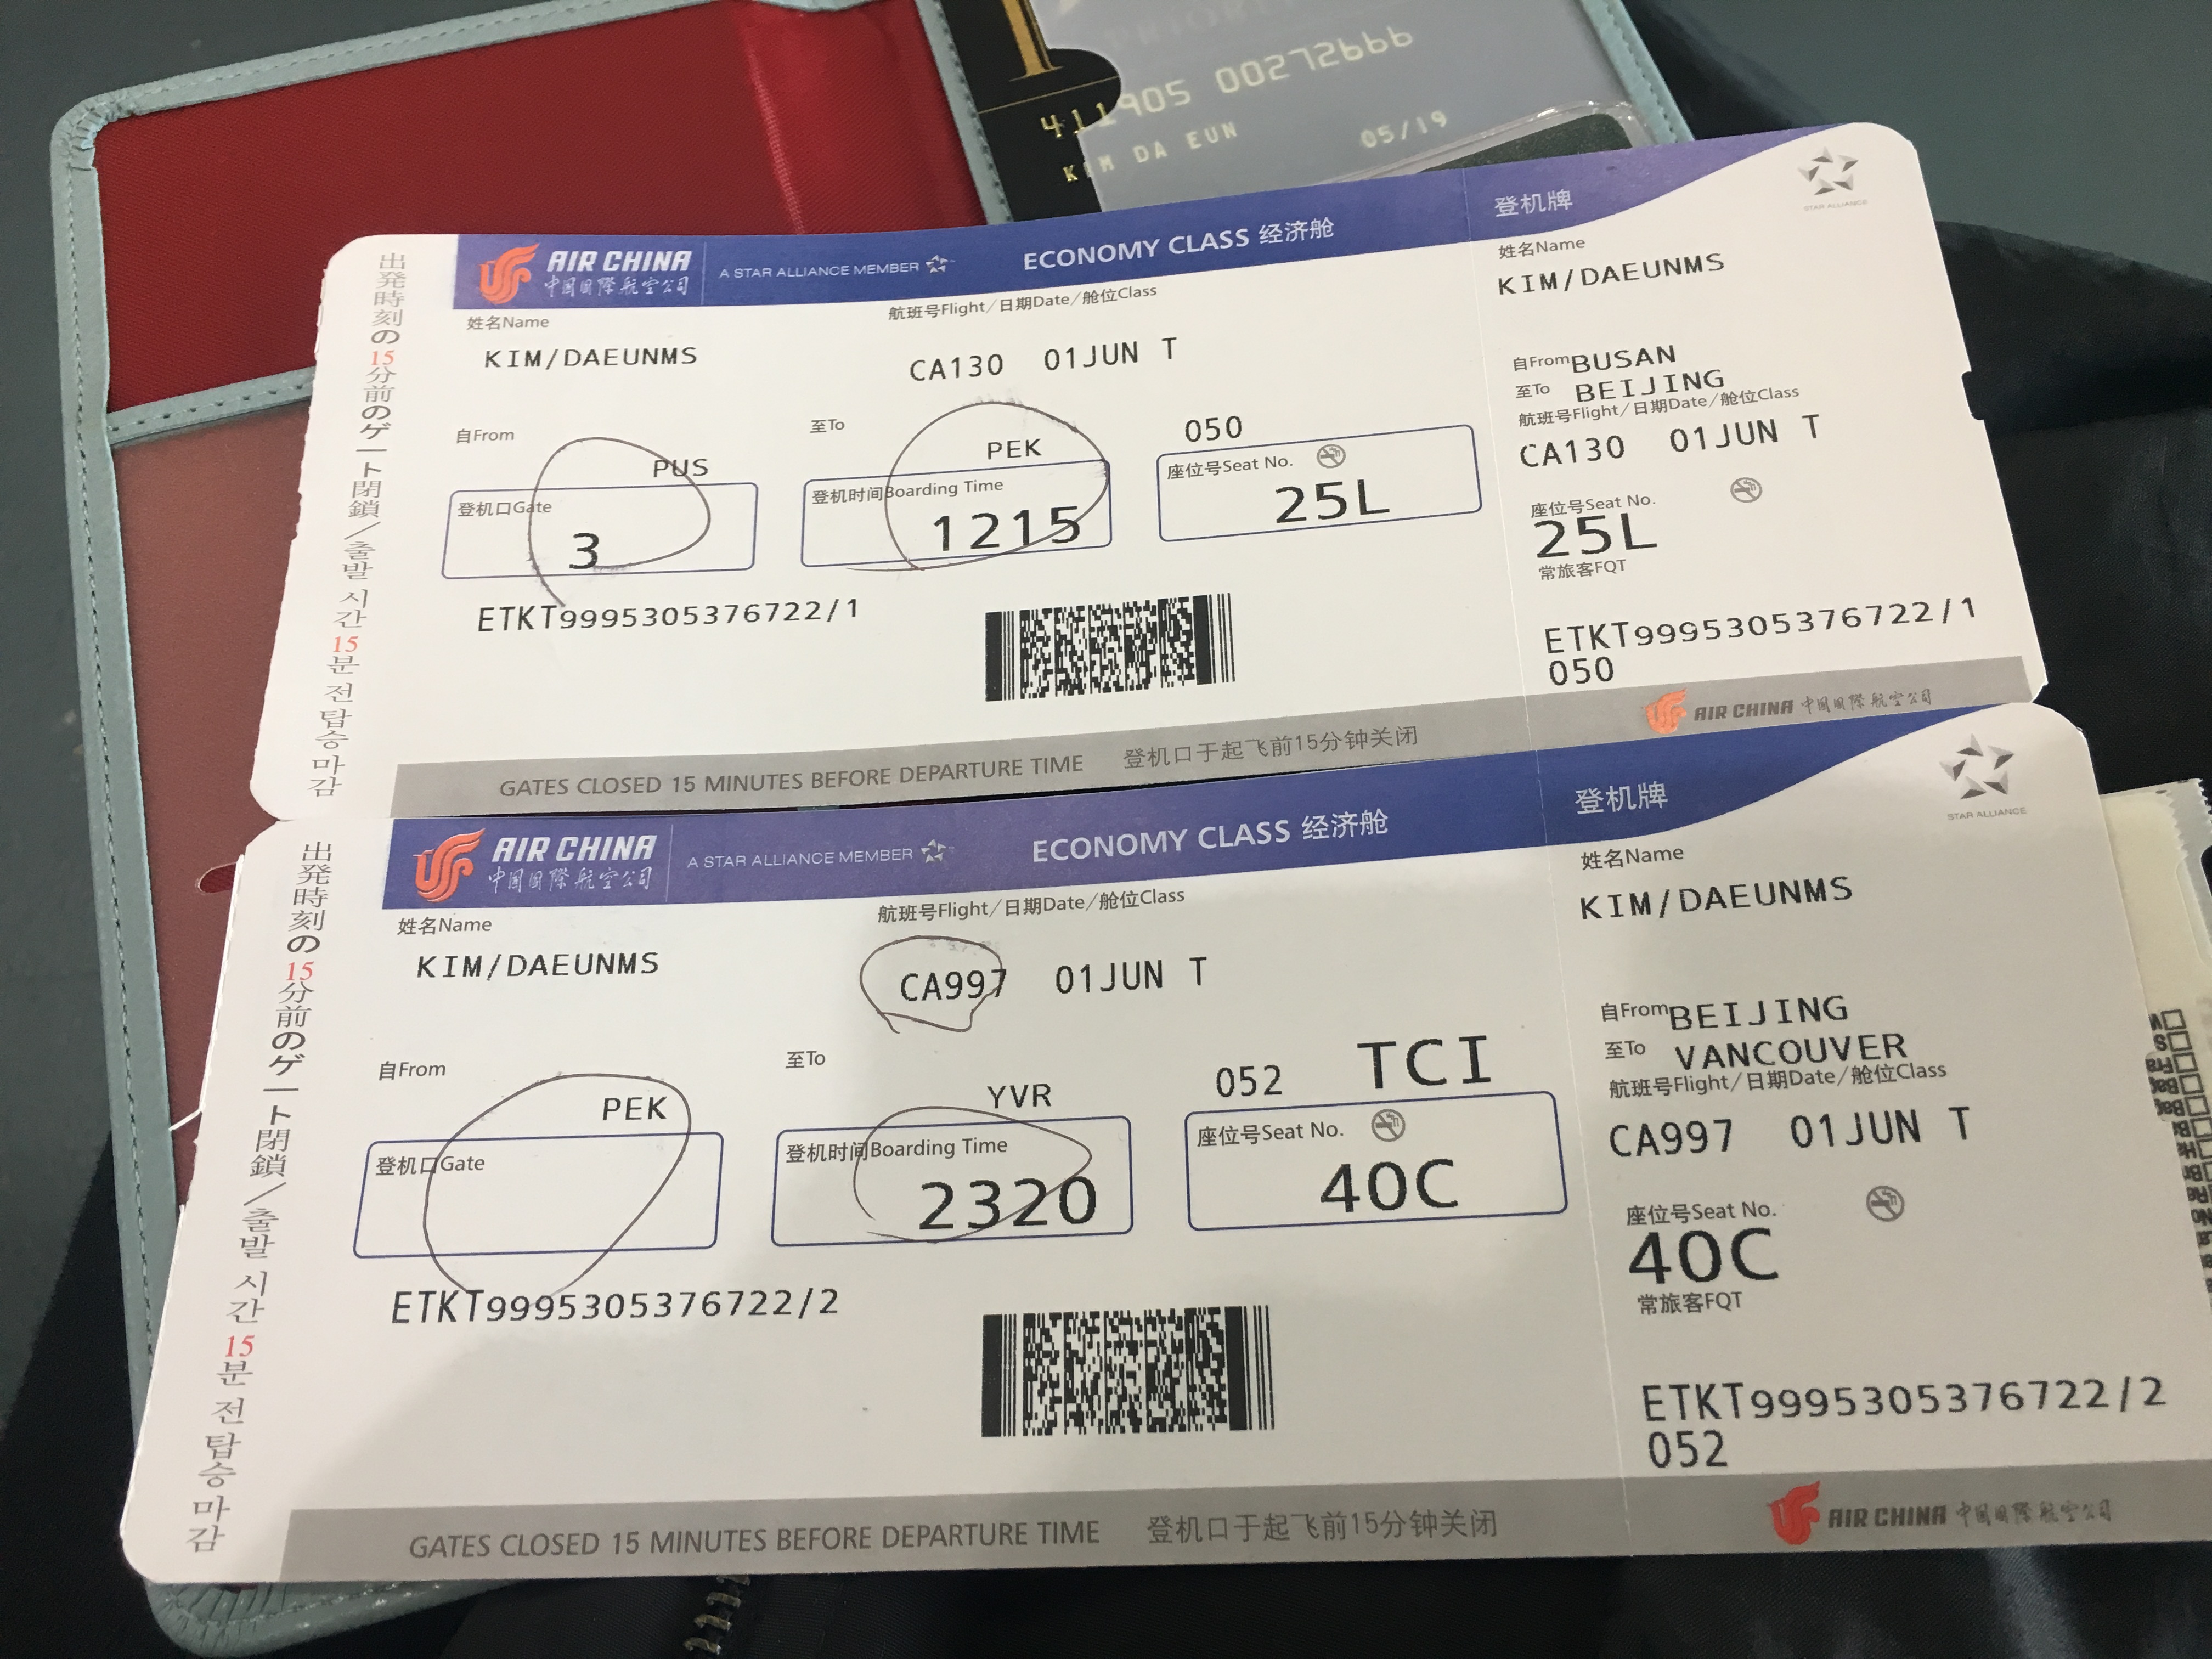 411905 00272666
KIM DA EUN 05/19
出発時刻の15分前のゲート閉鎖/출발 시간 15분 전 탑승 마감
AIR CHINA
中国国際航空公司
A STAR ALLIANCE MEMBER
ECONOMY CLASS 经济舱
姓名Name
KIM/DAEUNMS
航班号Flight/日期Date/舱位Class
CA130 01JUN T
自From
PUS
至To
PEK
050
登机口Gate
3
登机时间Boarding Time
1215
座位号Seat No.
25L
ETKT9995305376722/1
GATES CLOSED 15 MINUTES BEFORE DEPARTURE TIME 登机口于起飞前15分钟关闭
登机牌
STAR ALLIANCE
姓名Name
KIM/DAEUNMS
自From BUSAN
至To BEIJING
航班号Flight/日期Date/舱位Class
CA130 01JUN T
座位号Seat No.
25L
常旅客FQT
ETKT9995305376722/1
050
AIR CHINA 中国国際航空公司
出発時刻の15分前のゲート閉鎖/출발 시간 15분 전 탑승 마감
AIR CHINA
中国国際航空公司
A STAR ALLIANCE MEMBER
ECONOMY CLASS 经济舱
姓名Name
KIM/DAEUNMS
航班号Flight/日期Date/舱位Class
CA997 01JUN T
自From
PEK
至To
YVR
052 TCI
登机口Gate
登机时间Boarding Time
2320
座位号Seat No.
40C
ETKT9995305376722/2
GATES CLOSED 15 MINUTES BEFORE DEPARTURE TIME 登机口于起飞前15分钟关闭
登机牌
STAR ALLIANCE
姓名Name
KIM/DAEUNMS
自From BEIJING
至To VANCOUVER
航班号Flight/日期Date/舱位Class
CA997 01JUN T
座位号Seat No.
40C
常旅客FQT
ETKT9995305376722/2
052
AIR CHINA 中国国際航空公司